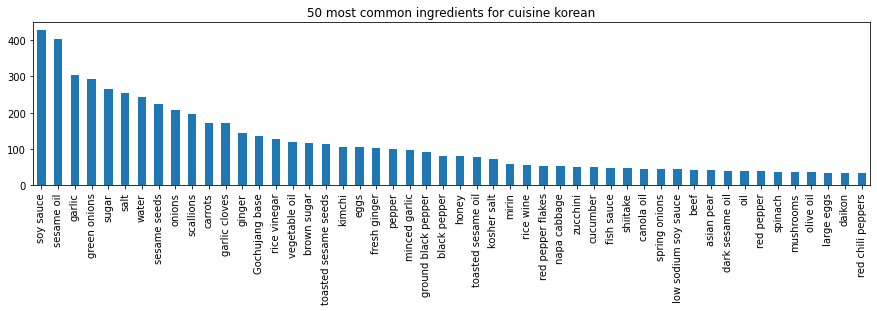 50 most common ingredients for cuisine korean
400
300
200
100
0
soy sauce
sesame oil
garlic
green onions
sugar
salt
water
sesame seeds
onions
scallions
carrots
garlic cloves
ginger
Gochujang base
rice vinegar
vegetable oil
brown sugar
toasted sesame seeds
kimchi
eggs
fresh ginger
pepper
minced garlic
ground black pepper
black pepper
honey
toasted sesame oil
kosher salt
mirin
rice wine
red pepper flakes
napa cabbage
zucchini
cucumber
fish sauce
shiitake
canola oil
spring onions
low sodium soy sauce
beef
asian pear
dark sesame oil
oil
red pepper
spinach
mushrooms
olive oil
large eggs
daikon
red chili peppers